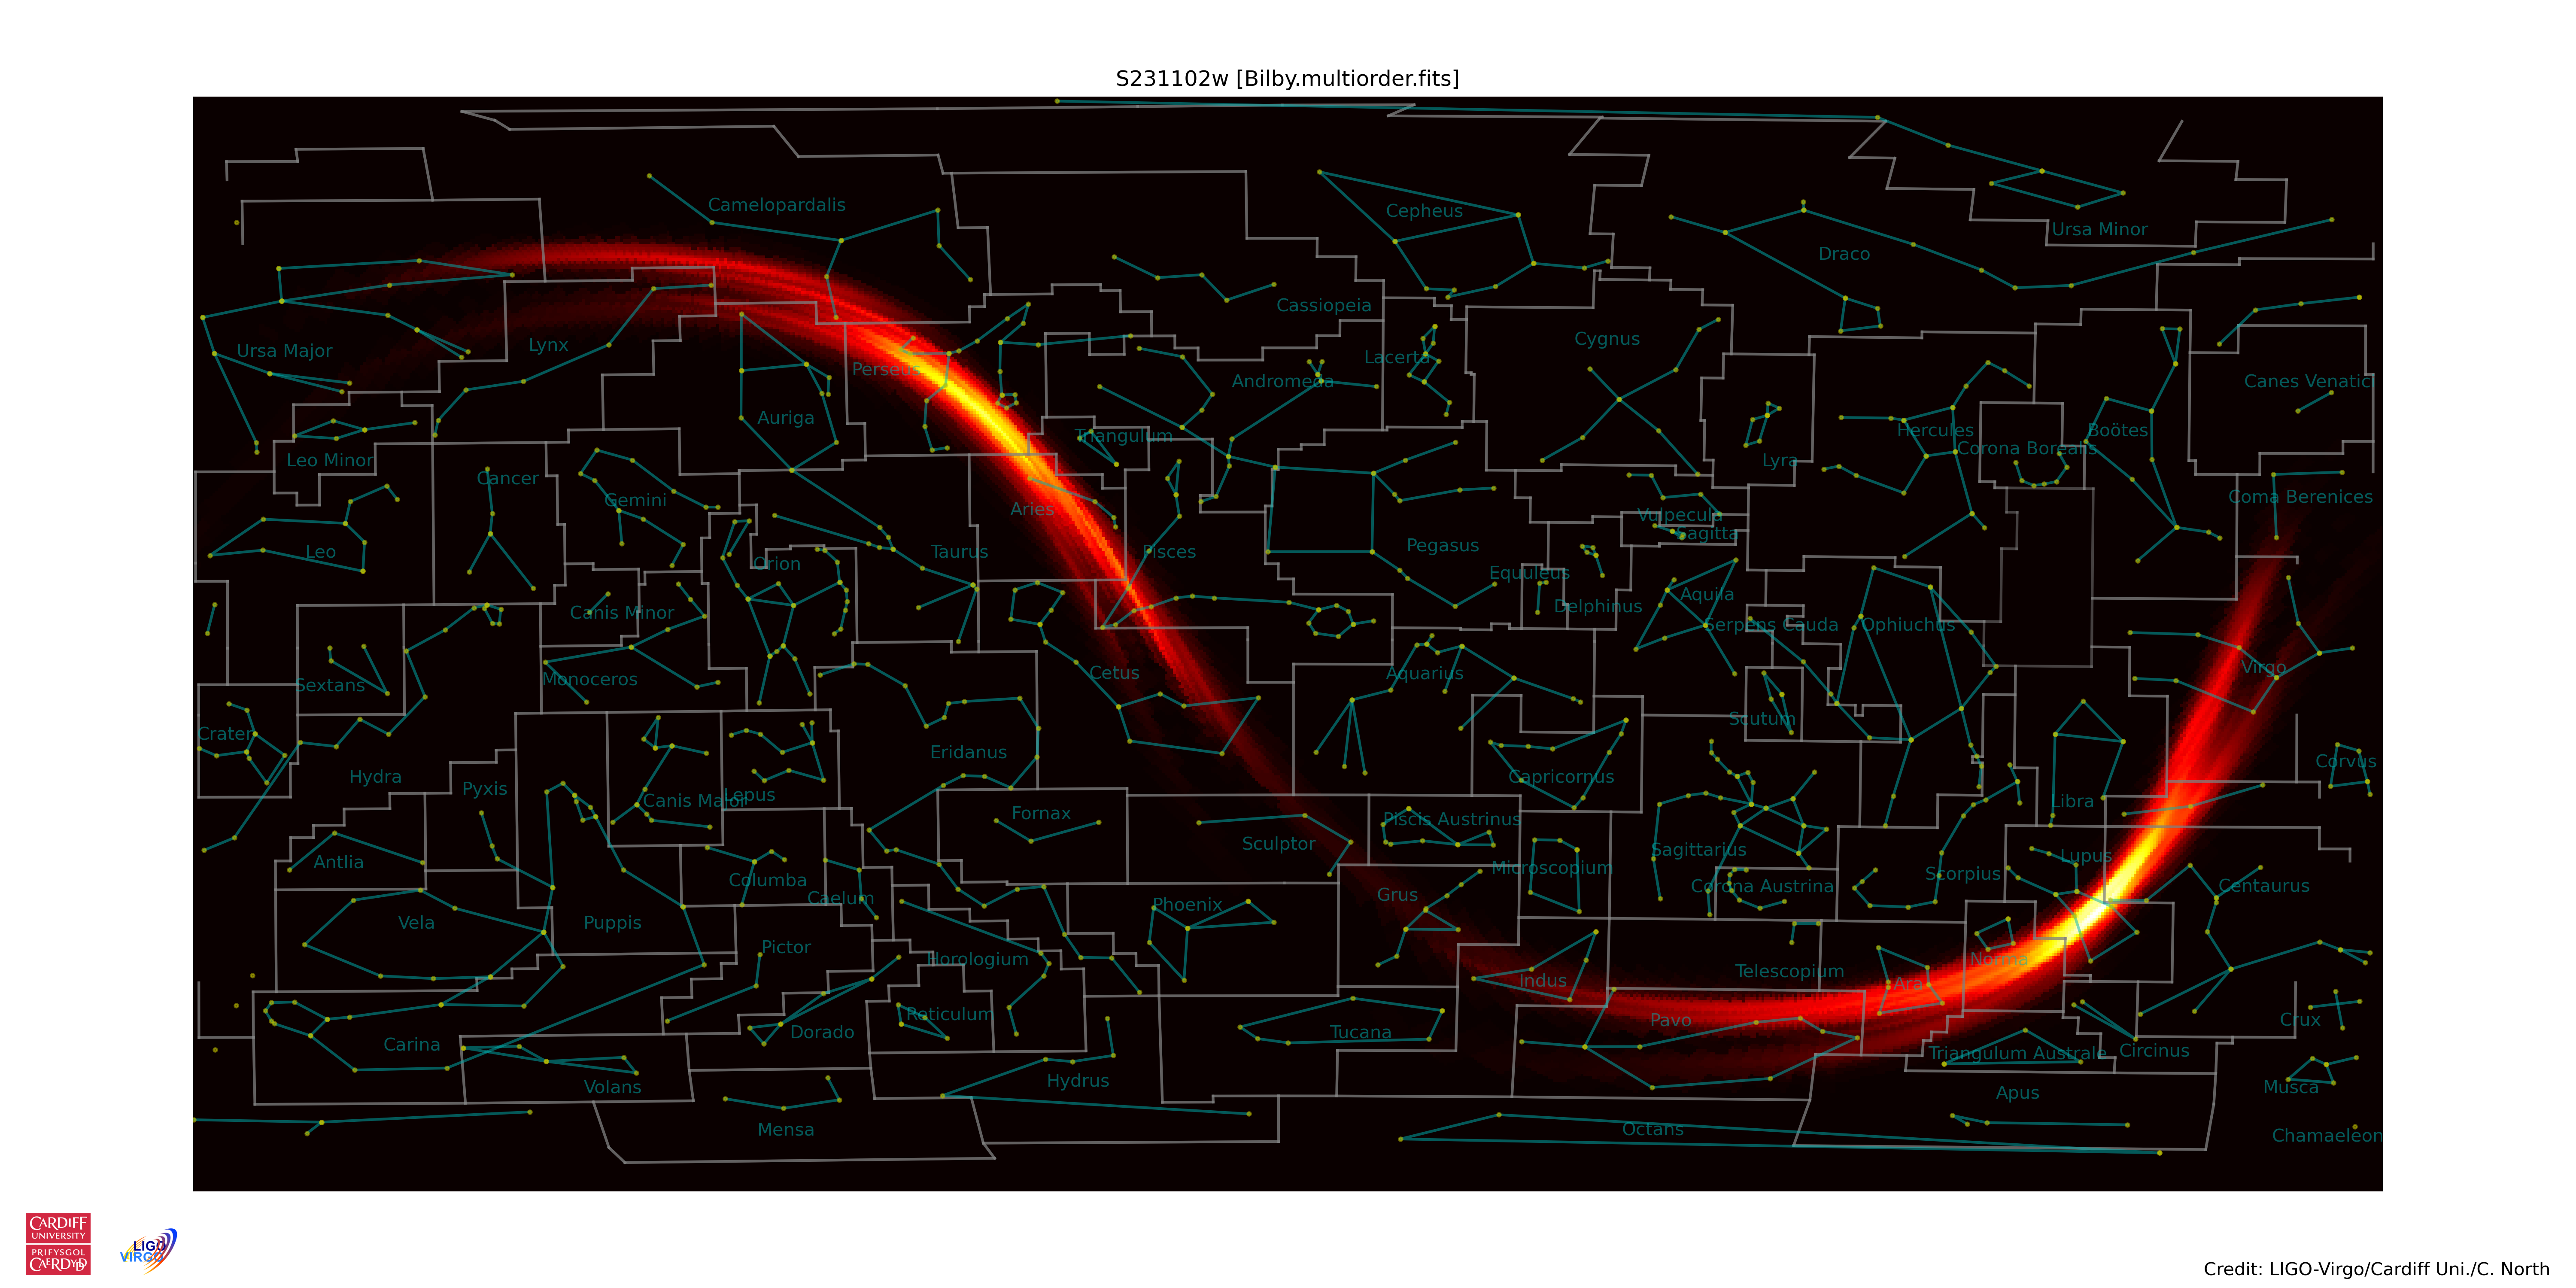 S231102w [Bilby.multiorder.fits]
Camelopardalis
Cepheus
Ursa Minor
Draco
Cassiopeia
Ursa Major
Lynx
Perseus
Andromeda
Lacerta
Cygnus
Canes Venatici
Auriga
Triangulum
Hercules
Boötes
Corona Borealis
Leo Minor
Lyra
Cancer
Gemini
Aries
Coma Berenices
Vulpecula
Sagitta
Leo
Orion
Taurus
Pisces
Pegasus
Equuleus
Delphinus
Aquila
Canis Minor
Serpens Cauda
Ophiuchus
Sextans
Monoceros
Cetus
Aquarius
Virgo
Crater
Scutum
Eridanus
Hydra
Pyxis
Canis Major
Lepus
Capricornus
Corvus
Libra
Fornax
Piscis Austrinus
Antlia
Sculptor
Sagittarius
Lupus
Microscopium
Columba
Caelum
Corona Austrina
Scorpius
Centaurus
Grus
Phoenix
Vela
Puppis
Pictor
Horologium
Norma
Telescopium
Indus
Ara
Reticulum
Dorado
Tucana
Pavo
Crux
Carina
Triangulum Australe
Circinus
Volans
Hydrus
Apus
Musca
Mensa
Octans
Chamaeleon
CARDIFF
UNIVERSITY
PRIFYSGOL
CAERDYDD
LIGO
VIRGO
Credit: LIGO-Virgo/Cardiff Uni./C. North